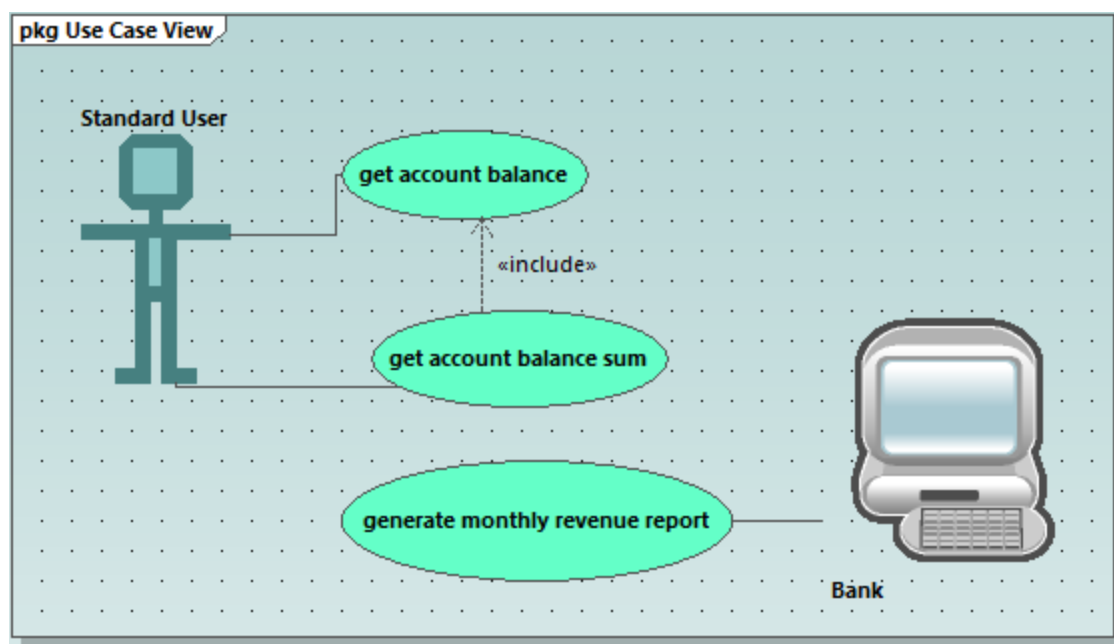 pkg Use Case View
Standard User
get account balance
«include»
get account balance sum
generate monthly revenue report
Bank